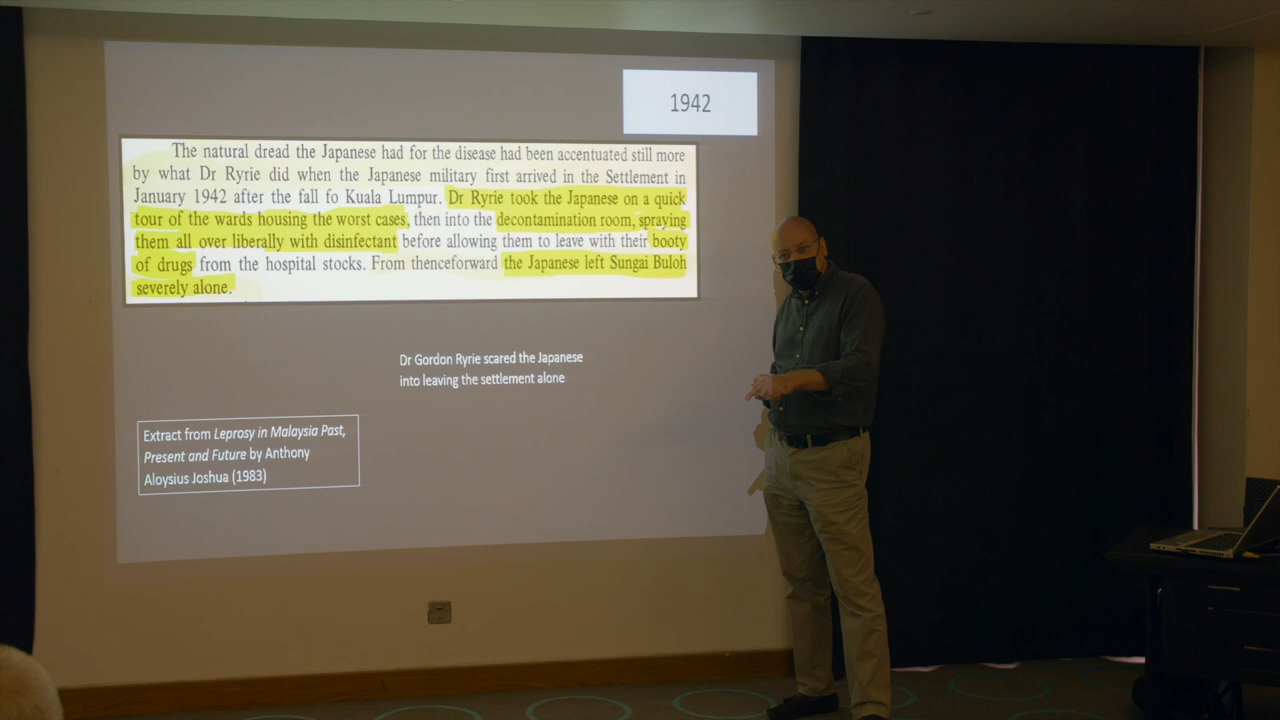 1942
The natural dread the Japanese had for the disease had been accentuated still more
by what Dr Ryrie did when the Japanese military first arrived in the Settlement in
January 1942 after the fall fo Kuala Lumpur. Dr Ryrie took the Japanese on a quick
tour of the wards housing the worst cases, then into the decontamination room, spraying
them all over liberally with disinfectant before allowing them to leave with their booty
of drugs from the hospital stocks. From thenceforward the Japanese left Sungai Buloh
severely alone.
Dr Gordon Ryrie scared the Japanese
into leaving the settlement alone
Extract from Leprosy in Malaysia Past,
Present and Future by Anthony
Aloysius Joshua (1983)